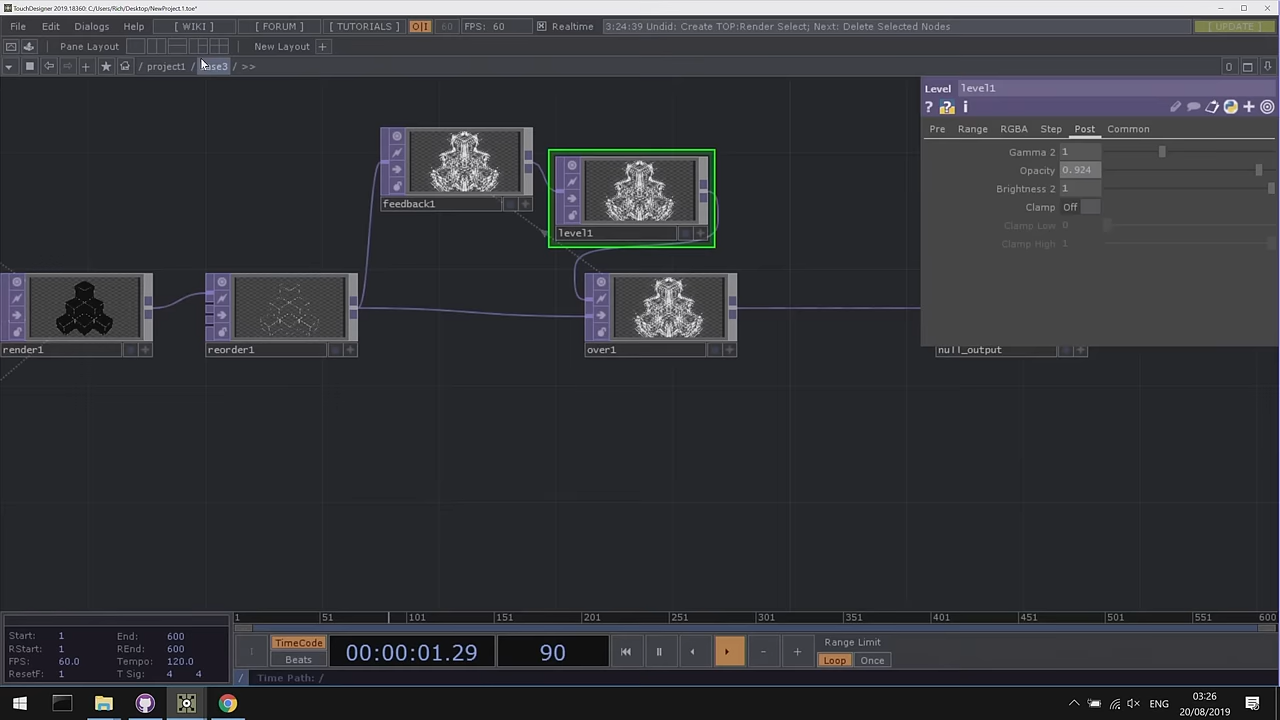 TouchDesigner 2019.18360: C:/Users/Rich/Desktop/NewProject.1.toe*
File Edit Dialogs Help [ WIKI ] [ FORUM ] [ TUTORIALS ] O|I 60 FPS: 60 Realtime 3:24:39 Undid: Create TOP:Render Select; Next: Delete Selected Nodes [ UPDATE ]
Pane Layout New Layout +
/ project1 / / >> 0
Level level1
? ? i
Pre Range RGBA Step Post Common
Gamma 2 1
Opacity 0.924
Brightness 2 1
Clamp Off
Clamp Low 0
Clamp High 1
feedback1
level1
render1
reorder1
over1
null_output
1 51 101 151 201 251 301 351 401 451 501 551 600
Start: 1 End: 600
RStart: 1 REnd: 600
FPS: 60.0 Tempo: 120.0
ResetF: 1 T Sig: 4 4
TimeCode
Beats
00:00:01.29
90
Range Limit
Loop Once
/ Time Path: /
ENG
03:26
20/08/2019